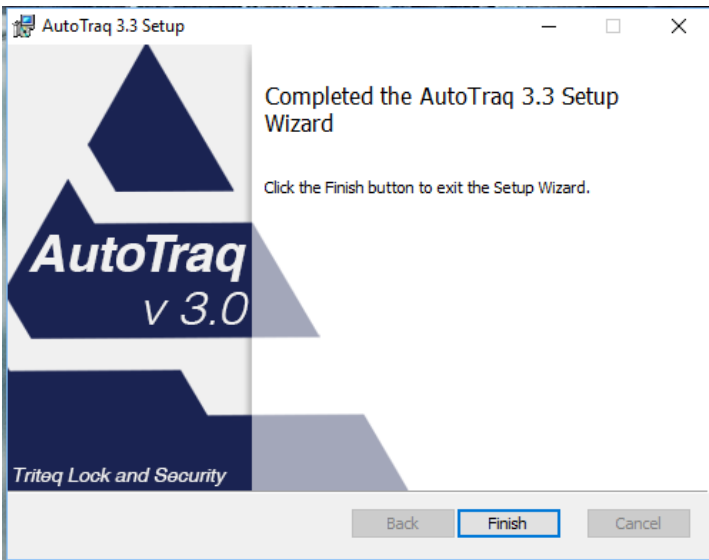 AutoTraq 3.3 Setup
Completed the AutoTraq 3.3 Setup
Wizard
Click the Finish button to exit the Setup Wizard.
AutoTraq
v 3.0
Triteq Lock and Security
Back Finish Cancel